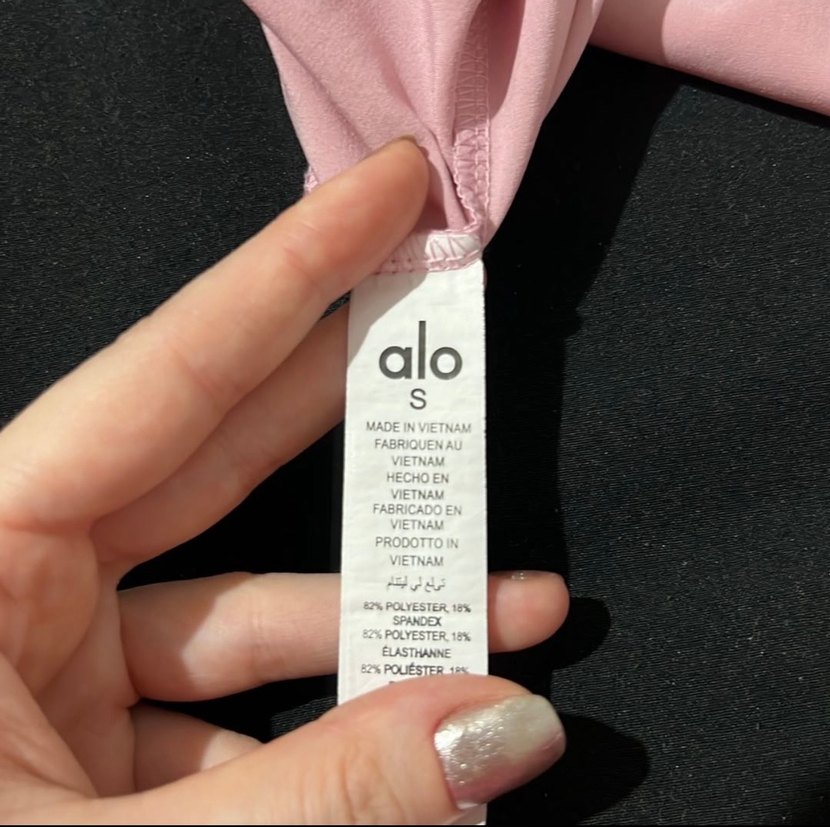 alo
S
MADE IN VIETNAM
FABRIQUEN AU
VIETNAM
HECHO EN
VIETNAM
FABRICADO EN
VIETNAM
PRODOTTO IN
VIETNAM
82% POLYESTER, 18%
SPANDEX
82% POLYESTER, 18%
ÉLASTHANNE
82% POLIÉSTER, 18%